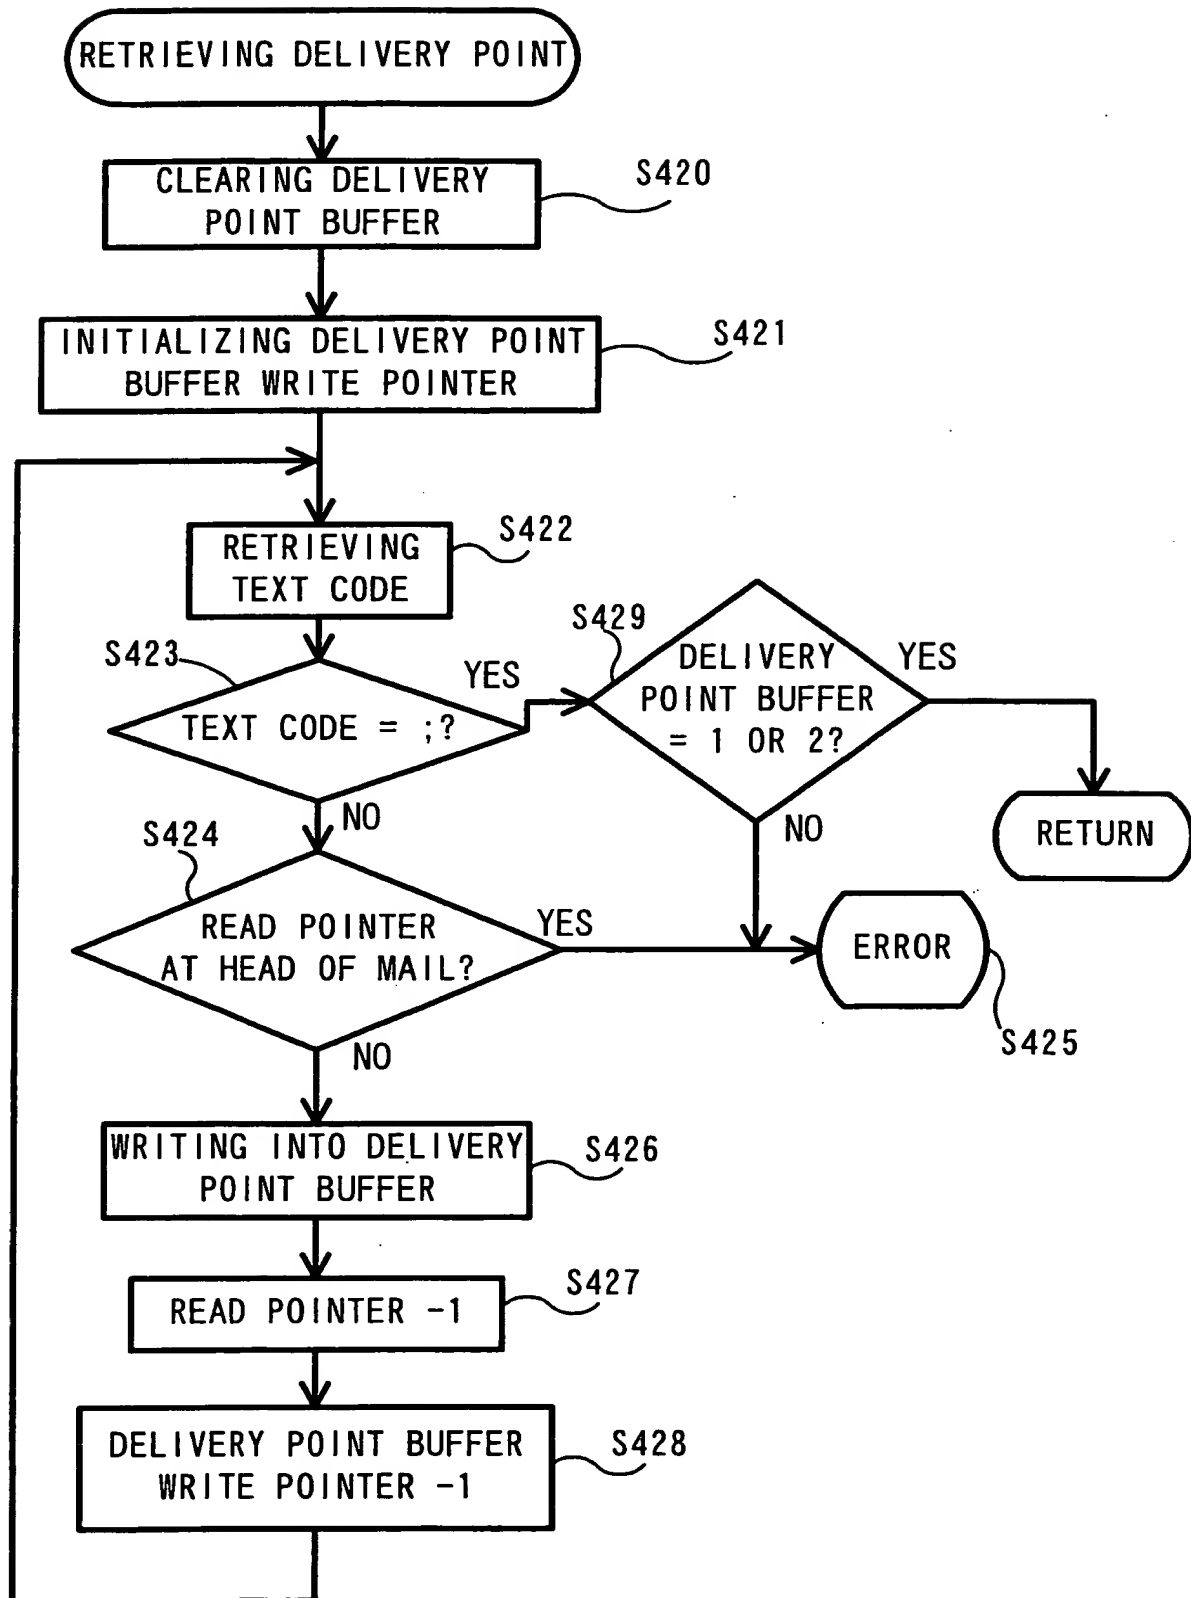 RETRIEVING DELIVERY POINT
CLEARING DELIVERY
POINT BUFFER
S420
INITIALIZING DELIVERY POINT
BUFFER WRITE POINTER
S421
RETRIEVING
TEXT CODE
S422
S423
TEXT CODE = ;?
YES
NO
S429
DELIVERY
POINT BUFFER
= 1 OR 2?
YES
NO
RETURN
S424
READ POINTER
AT HEAD OF MAIL?
YES
NO
ERROR
S425
WRITING INTO DELIVERY
POINT BUFFER
S426
READ POINTER -1
S427
DELIVERY POINT BUFFER
WRITE POINTER -1
S428